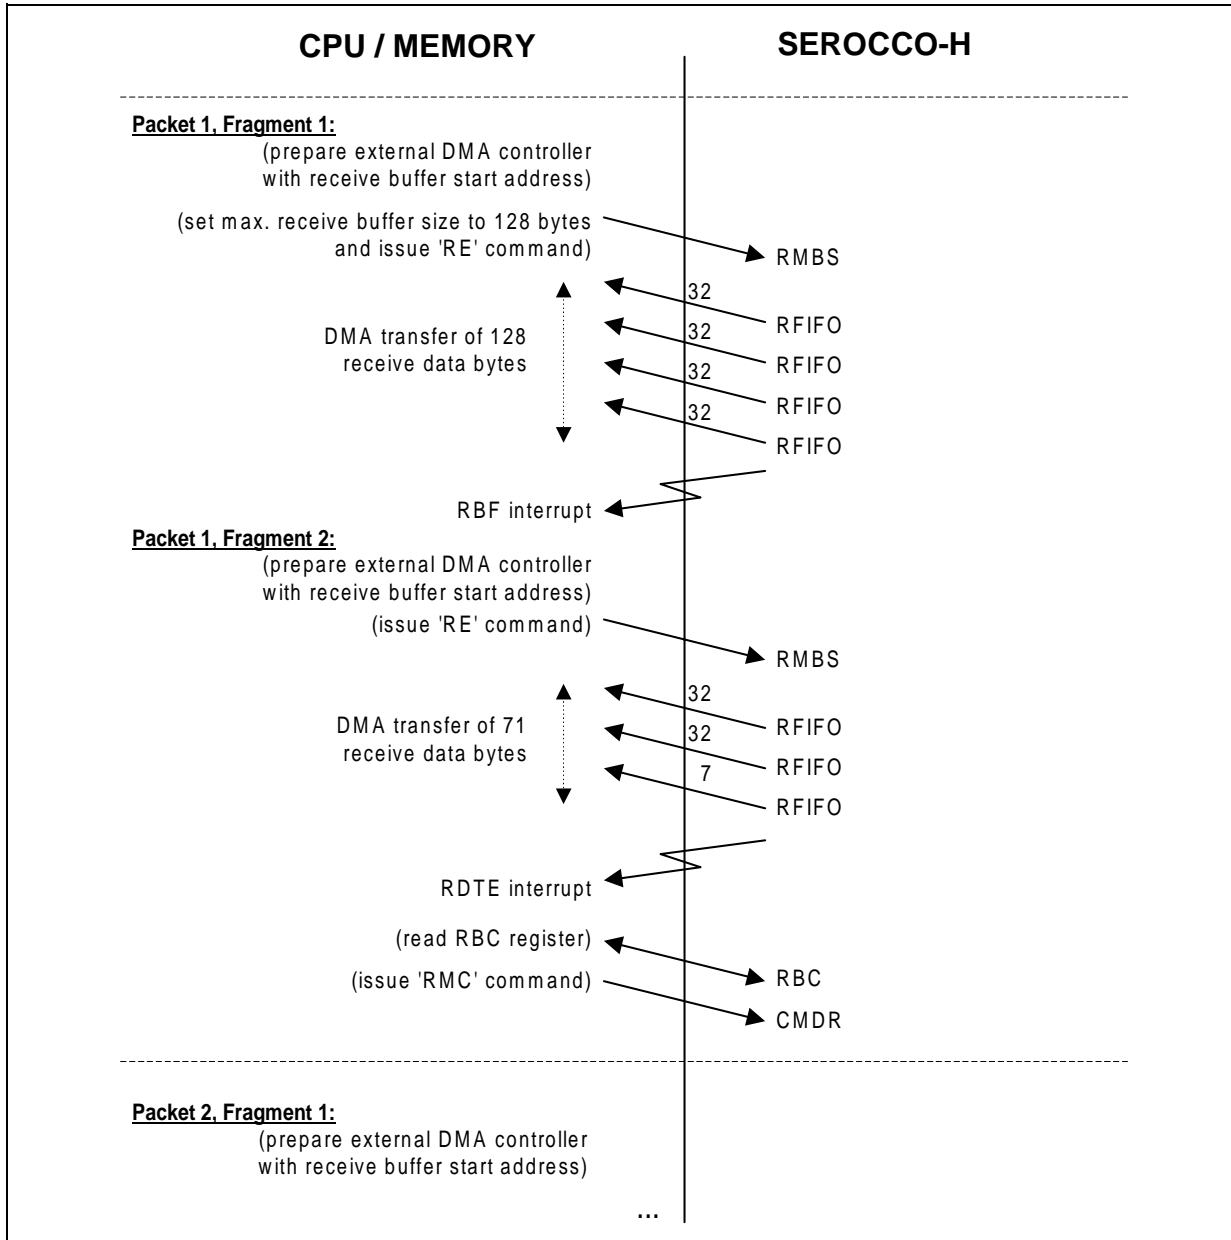 CPU / MEMORY
SEROCCO-H
Packet 1, Fragment 1:
(prepare external DMA controller
with receive buffer start address)
(set max. receive buffer size to 128 bytes
and issue 'RE' command)
RMBS
32
RFIFO
DMA transfer of 128
receive data bytes
32
RFIFO
32
RFIFO
32
RFIFO
RBF interrupt
Packet 1, Fragment 2:
(prepare external DMA controller
with receive buffer start address)
(issue 'RE' command)
RMBS
32
RFIFO
DMA transfer of 71
receive data bytes
32
RFIFO
7
RFIFO
RDTE interrupt
(read RBC register)
RBC
(issue 'RMC' command)
CMDR
Packet 2, Fragment 1:
(prepare external DMA controller
with receive buffer start address)
...